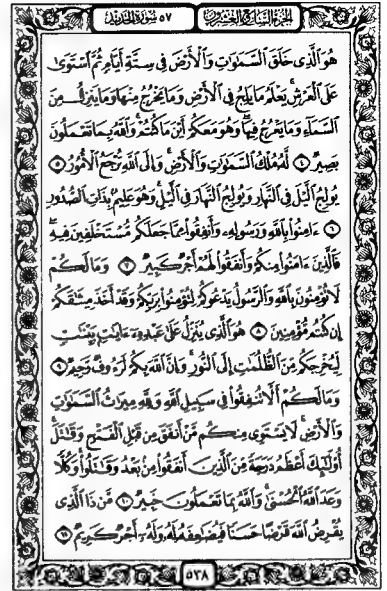 الجزء السابع والعشرون ٥٧ سورة الحديد
هُوَ الَّذِي خَلَقَ السَّمَٰوَٰتِ وَالْأَرْضَ فِي سِتَّةِ أَيَّامٍ ثُمَّ اسْتَوَىٰ
عَلَى الْعَرْشِ يَعْلَمُ مَا يَلِجُ فِي الْأَرْضِ وَمَا يَخْرُجُ مِنْهَا وَمَا يَنزِلُ مِنَ
السَّمَاءِ وَمَا يَعْرُجُ فِيهَا وَهُوَ مَعَكُمْ أَيْنَ مَا كُنتُمْ وَاللَّهُ بِمَا تَعْمَلُونَ
بَصِيرٌ ٤ لَّهُ مُلْكُ السَّمَٰوَٰتِ وَالْأَرْضِ وَإِلَى اللَّهِ تُرْجَعُ الْأُمُورُ ٥
يُولِجُ الَّيْلَ فِي النَّهَارِ وَيُولِجُ النَّهَارَ فِي الَّيْلِ وَهُوَ عَلِيمٌ بِذَاتِ الصُّدُورِ
٦ ءَامِنُوا بِاللَّهِ وَرَسُولِهِ وَأَنفِقُوا مِمَّا جَعَلَكُم مُّسْتَخْلَفِينَ فِيهِ
فَالَّذِينَ ءَامَنُوا مِنكُمْ وَأَنفَقُوا لَهُمْ أَجْرٌ كَبِيرٌ ٧ وَمَا لَكُمْ
لَا تُؤْمِنُونَ بِاللَّهِ وَالرَّسُولُ يَدْعُوكُمْ لِتُؤْمِنُوا بِرَبِّكُمْ وَقَدْ أَخَذَ مِيثَٰقَكُمْ
إِن كُنتُم مُّؤْمِنِينَ ٨ هُوَ الَّذِي يُنَزِّلُ عَلَىٰ عَبْدِهِ ءَايَٰتٍ بَيِّنَٰتٍ
لِّيُخْرِجَكُم مِّنَ الظُّلُمَٰتِ إِلَى النُّورِ وَإِنَّ اللَّهَ بِكُمْ لَرَءُوفٌ رَّحِيمٌ ٩
وَمَا لَكُمْ أَلَّا تُنفِقُوا فِي سَبِيلِ اللَّهِ وَلِلَّهِ مِيرَٰثُ السَّمَٰوَٰتِ
وَالْأَرْضِ لَا يَسْتَوِي مِنكُم مَّنْ أَنفَقَ مِن قَبْلِ الْفَتْحِ وَقَٰتَلَ
أُولَٰئِكَ أَعْظَمُ دَرَجَةً مِّنَ الَّذِينَ أَنفَقُوا مِن بَعْدُ وَقَٰتَلُوا وَكُلًّا
وَعَدَ اللَّهُ الْحُسْنَىٰ وَاللَّهُ بِمَا تَعْمَلُونَ خَبِيرٌ ١٠ مَّن ذَا الَّذِي
يُقْرِضُ اللَّهَ قَرْضًا حَسَنًا فَيُضَٰعِفَهُ لَهُ وَلَهُ أَجْرٌ كَرِيمٌ ١١
٥٣٨